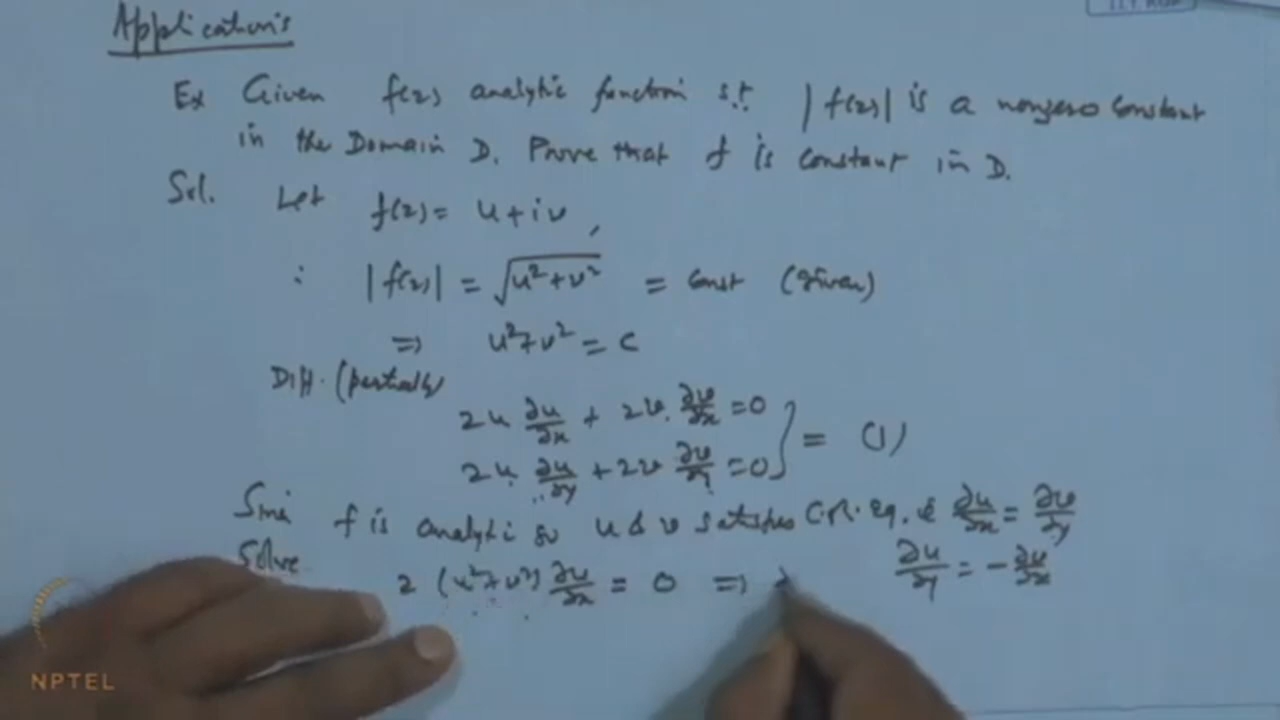 Applications
Ex Given f(z) analytic function s.t. |f(z)| is a nonzero constant
in the Domain D. Prove that f is constant in D.
Sol. Let f(z) = u + iv,
∴ |f(z)| = √(u² + v²) = const (given)
⇒ u² + v² = c
Diff. (partially)
2u ∂u/∂x + 2v. ∂v/∂x = 0
2u. ∂u/∂y + 2v ∂v/∂y = 0 } = (1)
Since f is analytic so u & v satisfies C.R. Eq. ∂u/∂x = ∂v/∂y
∂u/∂y = -∂v/∂x
Solve 2 (u² + v²) ∂u/∂x = 0 ⇒
NPTEL